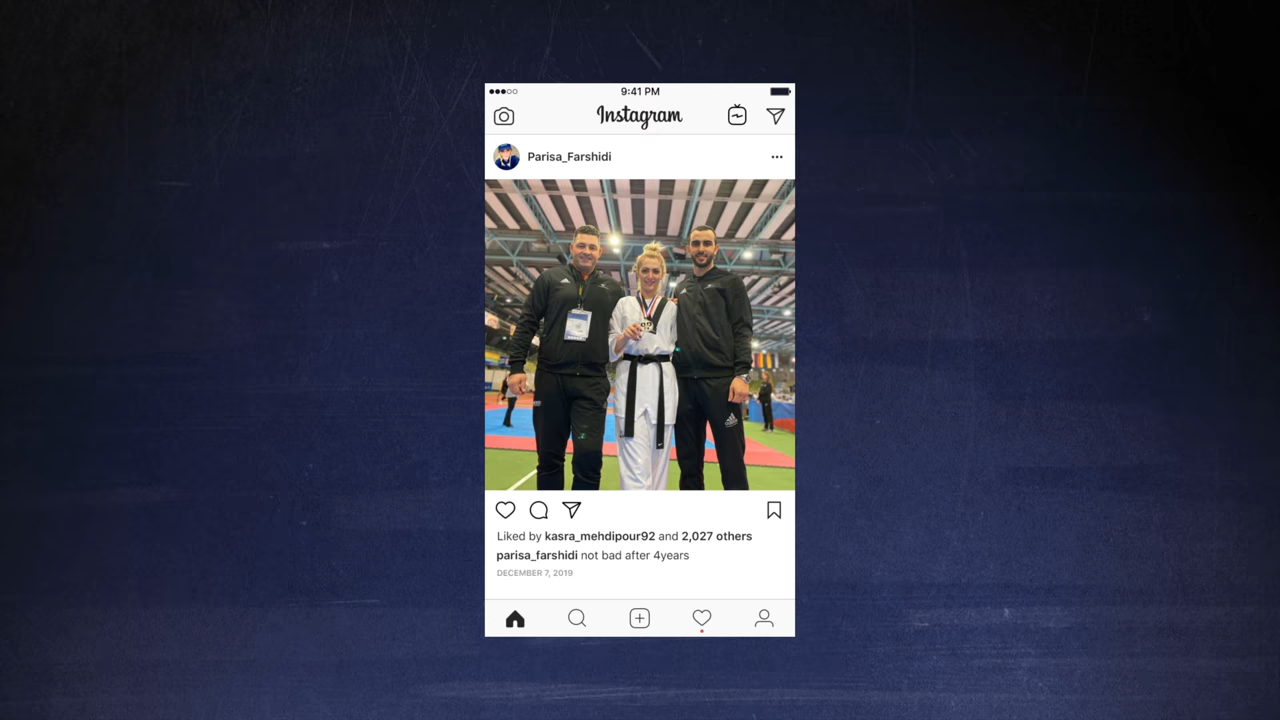 9:41 PM
Instagram
Parisa_Farshidi
Liked by kasra_mehdipour92 and 2,027 others
parisa_farshidi not bad after 4years
DECEMBER 7, 2019